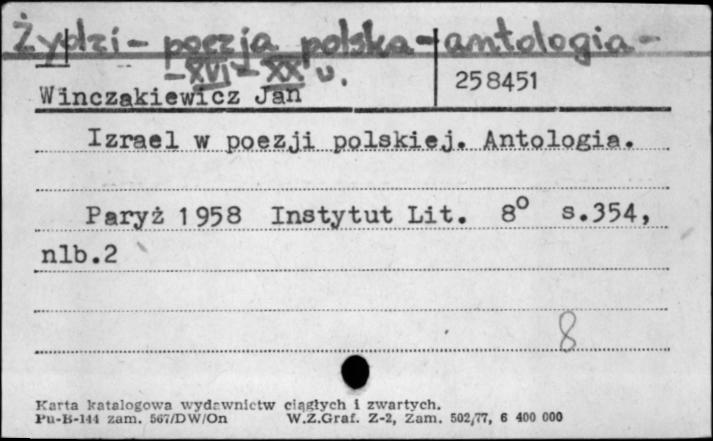 Żydzi - poezja polska - antologia -
- XVI - XX w.
258451
Winczakiewicz Jan
Izrael w poezji polskiej. Antologia.
Paryż 1958 Instytut Lit. 8° s.354,
nlb.2
8
Karta katalogowa wydawnictw ciągłych i zwartych.
Pu-B-144 zam. 567/DW/On W.Z.Graf. Z-2, Zam. 502/77, 6 400 000